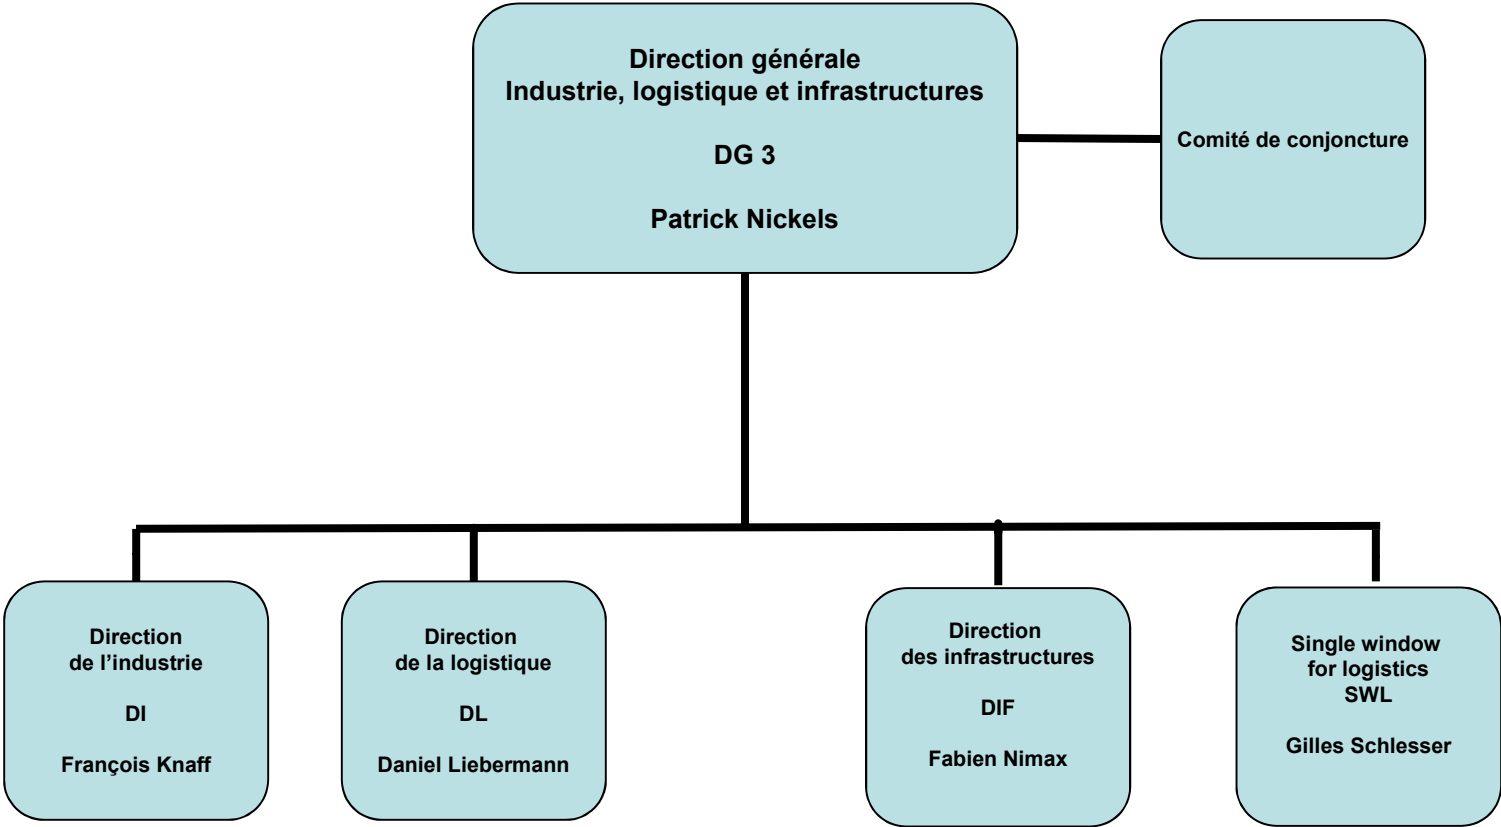 Direction générale
Industrie, logistique et infrastructures
DG 3
Patrick Nickels
Comité de conjoncture
Direction
de l’industrie
DI
François Knaff
Direction
de la logistique
DL
Daniel Liebermann
Direction
des infrastructures
DIF
Fabien Nimax
Single window
for logistics
SWL
Gilles Schlesser